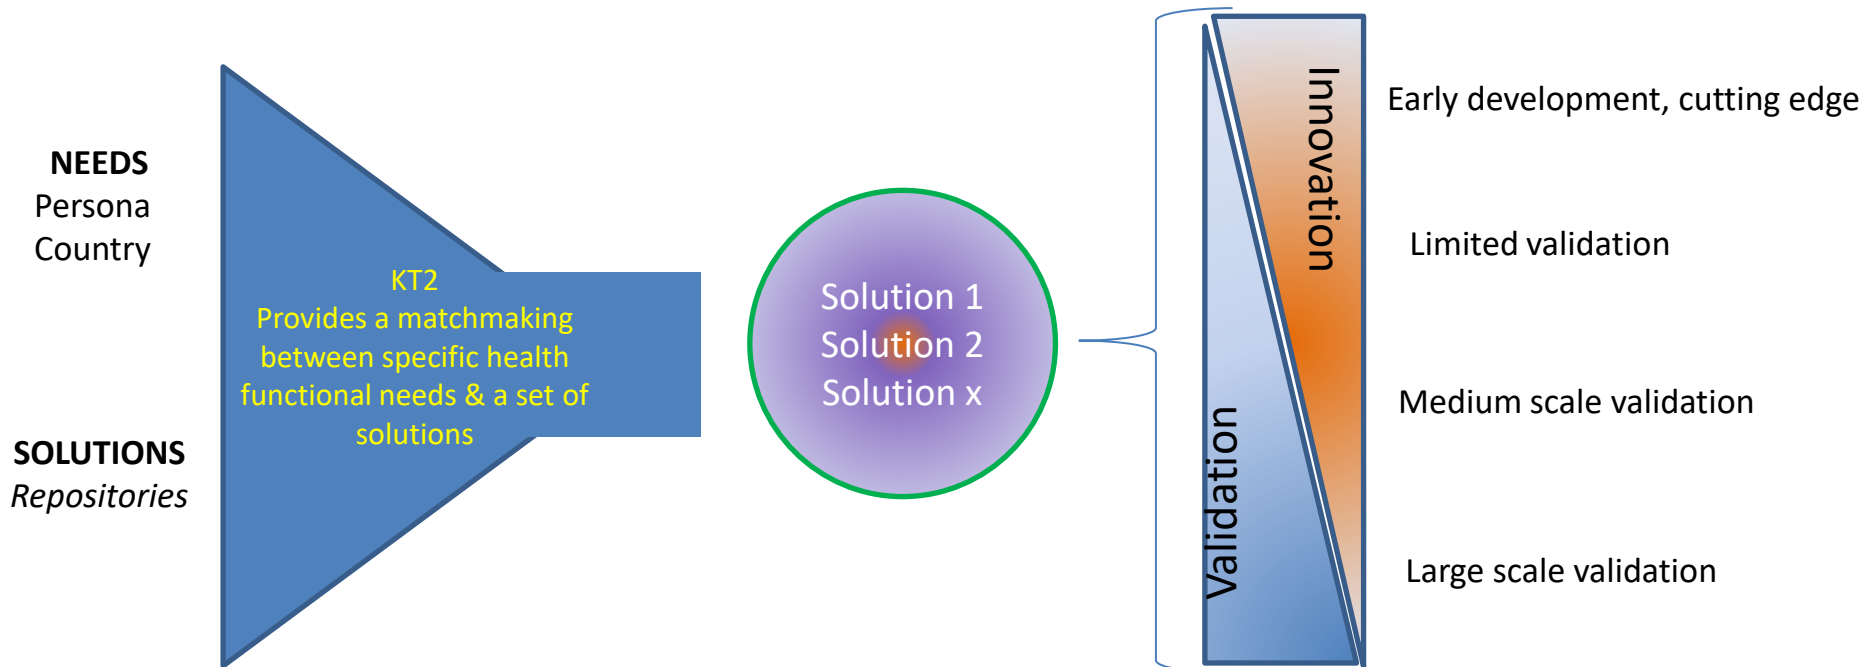 NEEDS
Persona
Country
SOLUTIONS
Repositories
KT2
Provides a matchmaking
between specific health
functional needs & a set of
solutions
Solution 1
Solution 2
Solution x
Validation
Innovation
Early development, cutting edge
Limited validation
Medium scale validation
Large scale validation